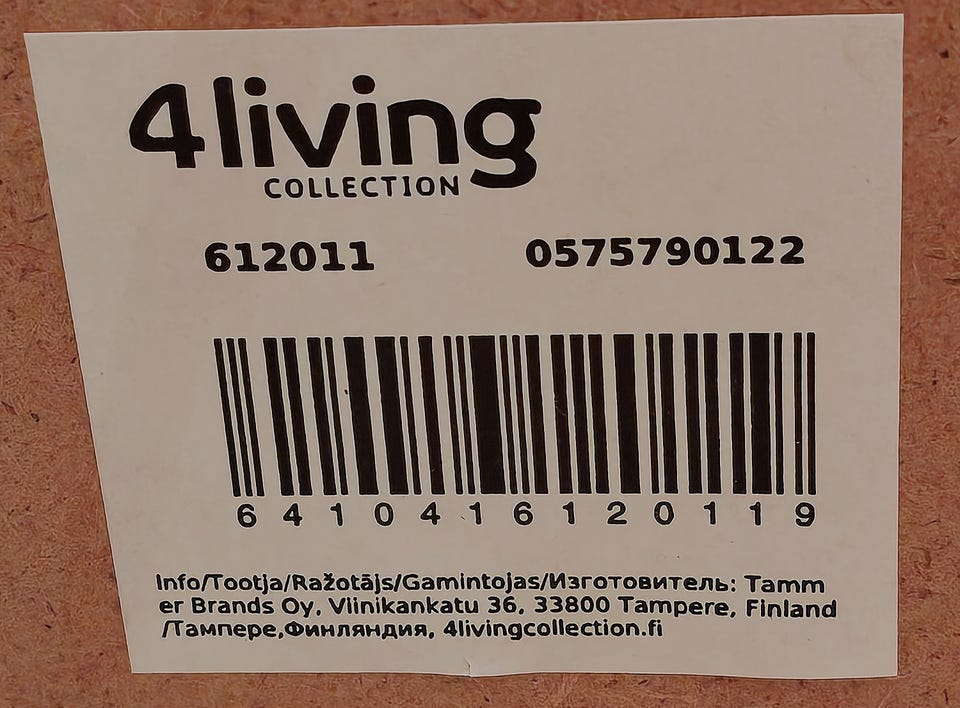 4living
COLLECTION
612011 0575790122
6410416120119
Info/Tootja/Ražotājs/Gamintojas/Изготовитель: Tamm
er Brands Oy, Viinikankatu 36, 33800 Tampere, Finland
/Тампере,Финляндия, 4livingcollection.fi